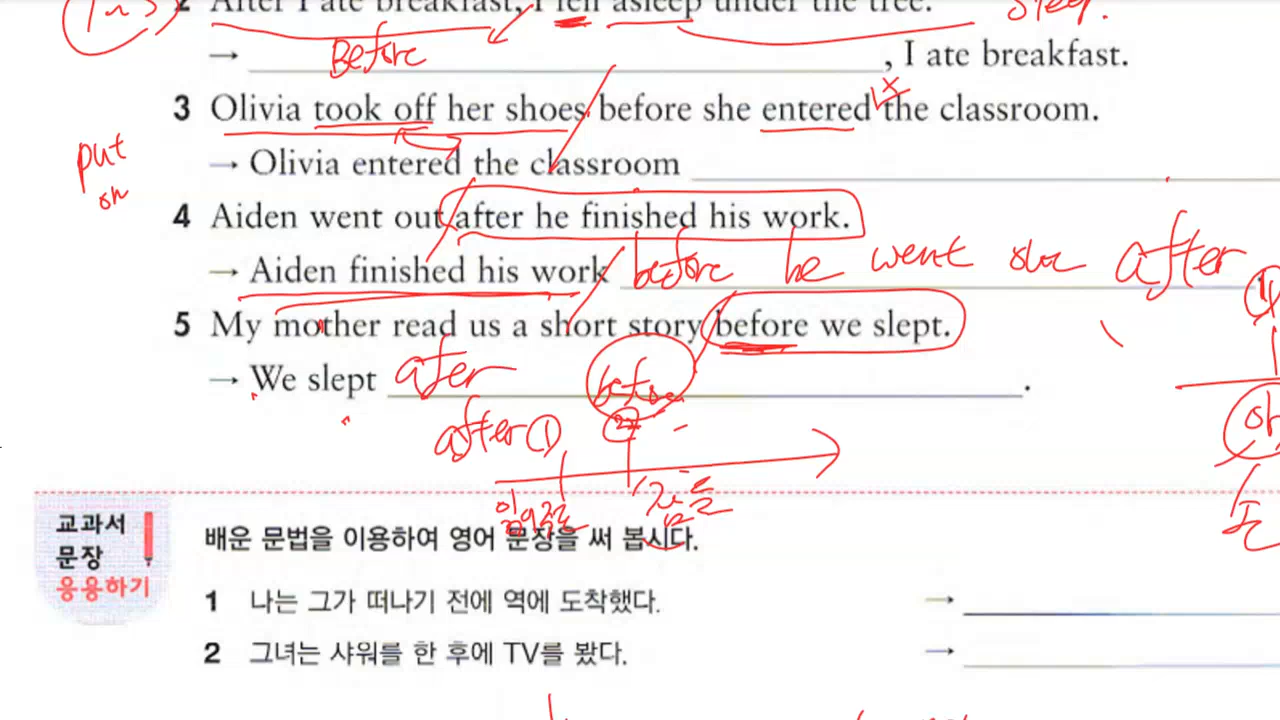 2 After I ate breakfast, I fell asleep under the tree. sleep.
→ Before , I ate breakfast.
3 Olivia took off her shoes before she entered the classroom.
put on
→ Olivia entered the classroom
4 Aiden went out after he finished his work.
→ Aiden finished his work before he went after
5 My mother read us a short story before we slept.
→ We slept afer before .
after ① ②
교과서 문장 응용하기
배운 문법을 이용하여 영어 문장을 써 봅시다.
1 나는 그가 떠나기 전에 역에 도착했다. →
2 그녀는 샤워를 한 후에 TV를 봤다. →